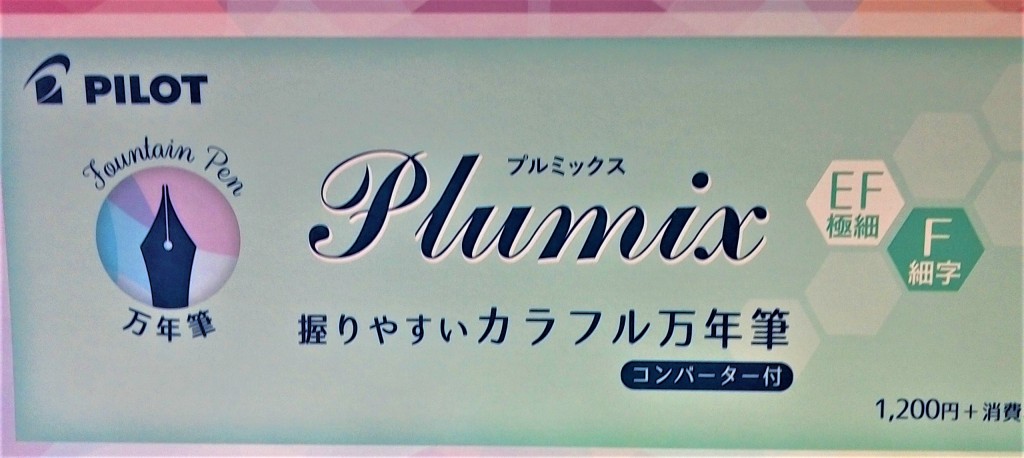 PILOT
Fountain Pen
万年筆
プルミックス
Plumix
EF
極細
F
細字
握りやすいカラフル万年筆
コンバーター付
1,200円+消費